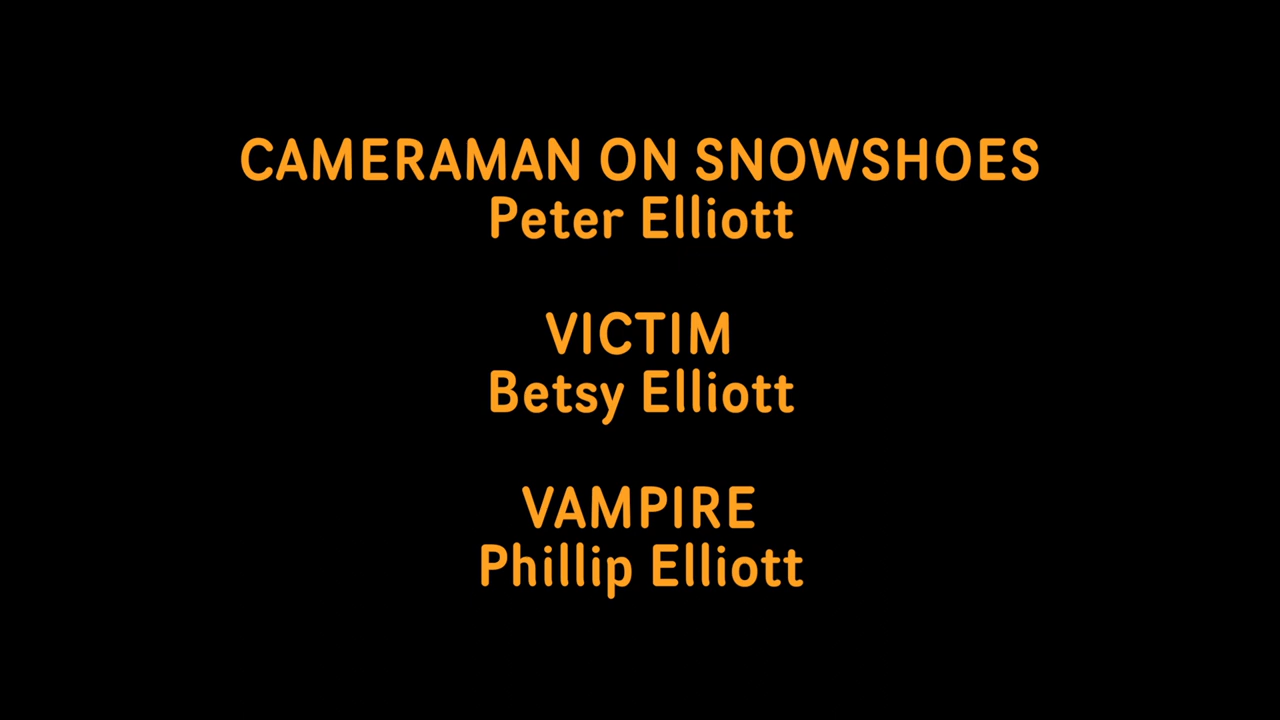 CAMERAMAN ON SNOWSHOES
Peter Elliott
VICTIM
Betsy Elliott
VAMPIRE
Phillip Elliott